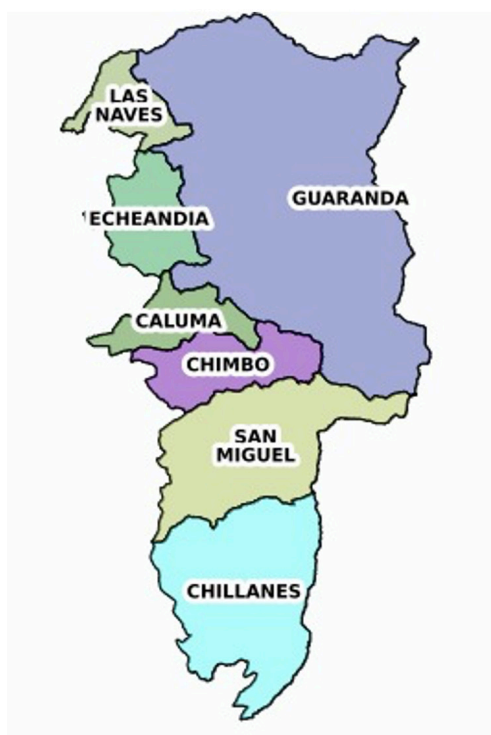 LAS
NAVES
GUARANDA
'ECHEANDIA
CALUMA
CHIMBO
SAN
MIGUEL
CHILLANES